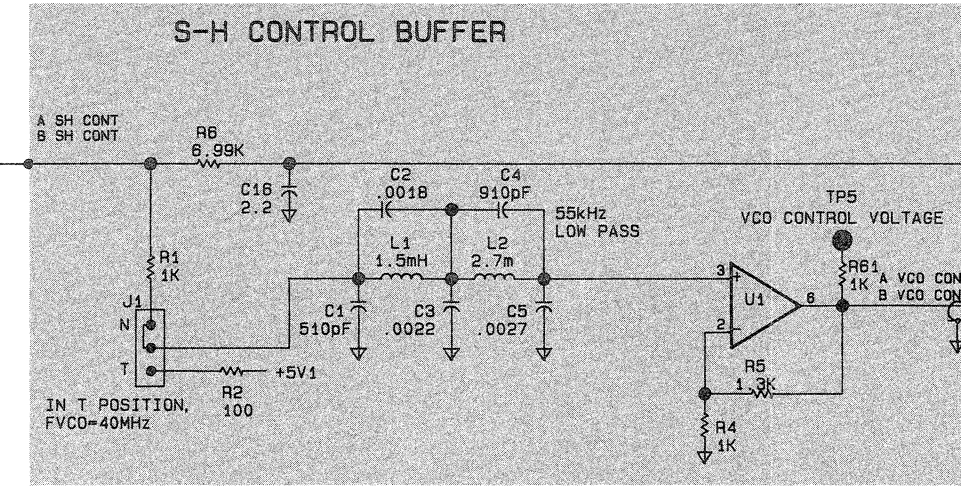 S-H CONTROL BUFFER
A SH CONT
B SH CONT
R6
6.99K
C16
2.2
C2
.0018
C4
910pF
55kHz
LOW PASS
TP5
VCO CONTROL VOLTAGE
R1
1K
L1
1.5mH
L2
2.7m
R61
1K
A VCO CON
B VCO CON
J1
N
T
C1
510pF
C3
.0022
C5
.0027
3
+
2
-
U1
6
R2
100
+5V1
R5
1.3K
R4
1K
IN T POSITION,
FVCO=40MHz